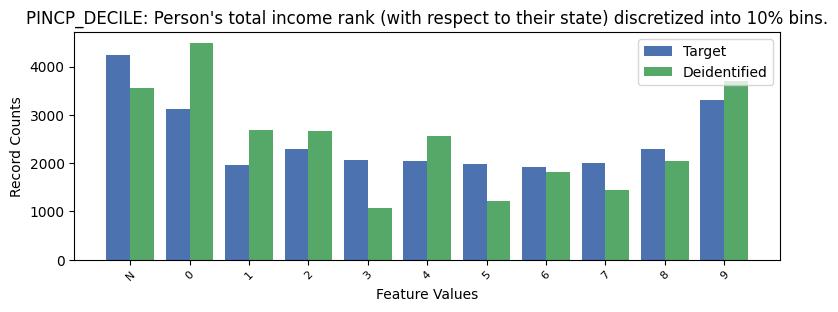 PINCP_DECILE: Person's total income rank (with respect to their state) discretized into 10% bins.
Target
Deidentified
Record Counts
4000
3000
2000
1000
0
N 0 1 2 3 4 5 6 7 8 9
Feature Values